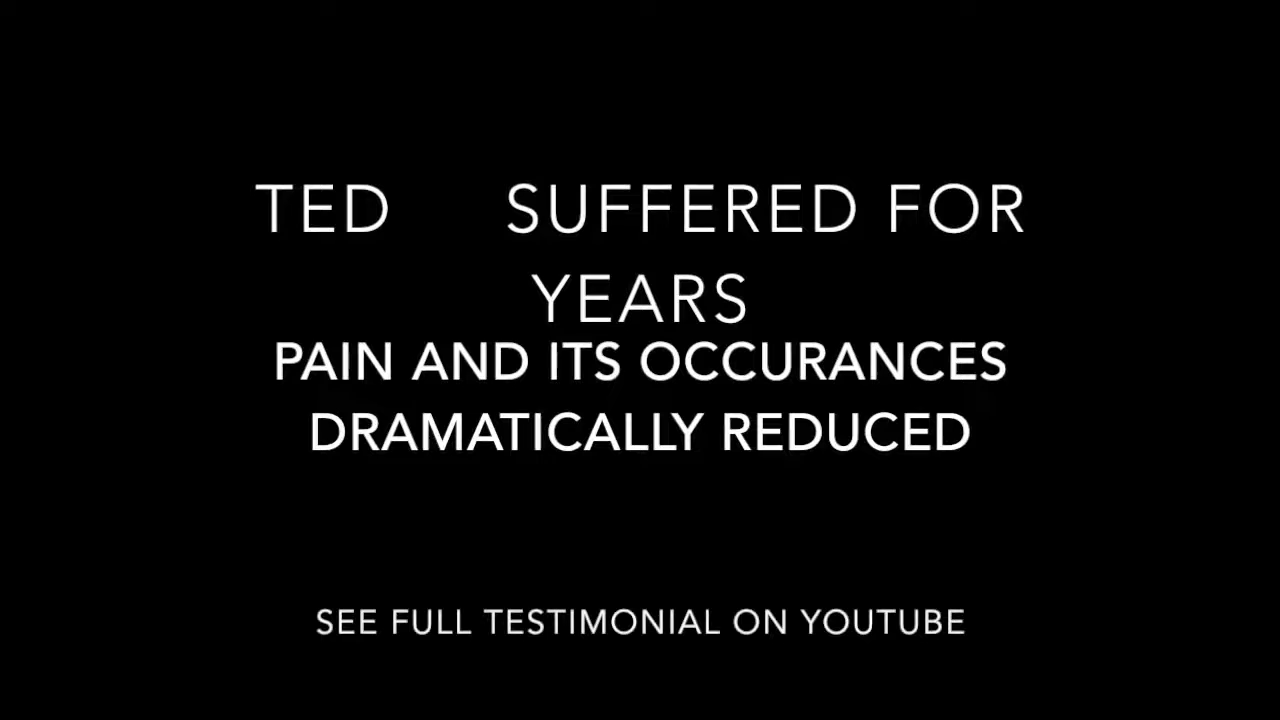 TED SUFFERED FOR
YEARS
PAIN AND ITS OCCURANCES
DRAMATICALLY REDUCED
SEE FULL TESTIMONIAL ON YOUTUBE